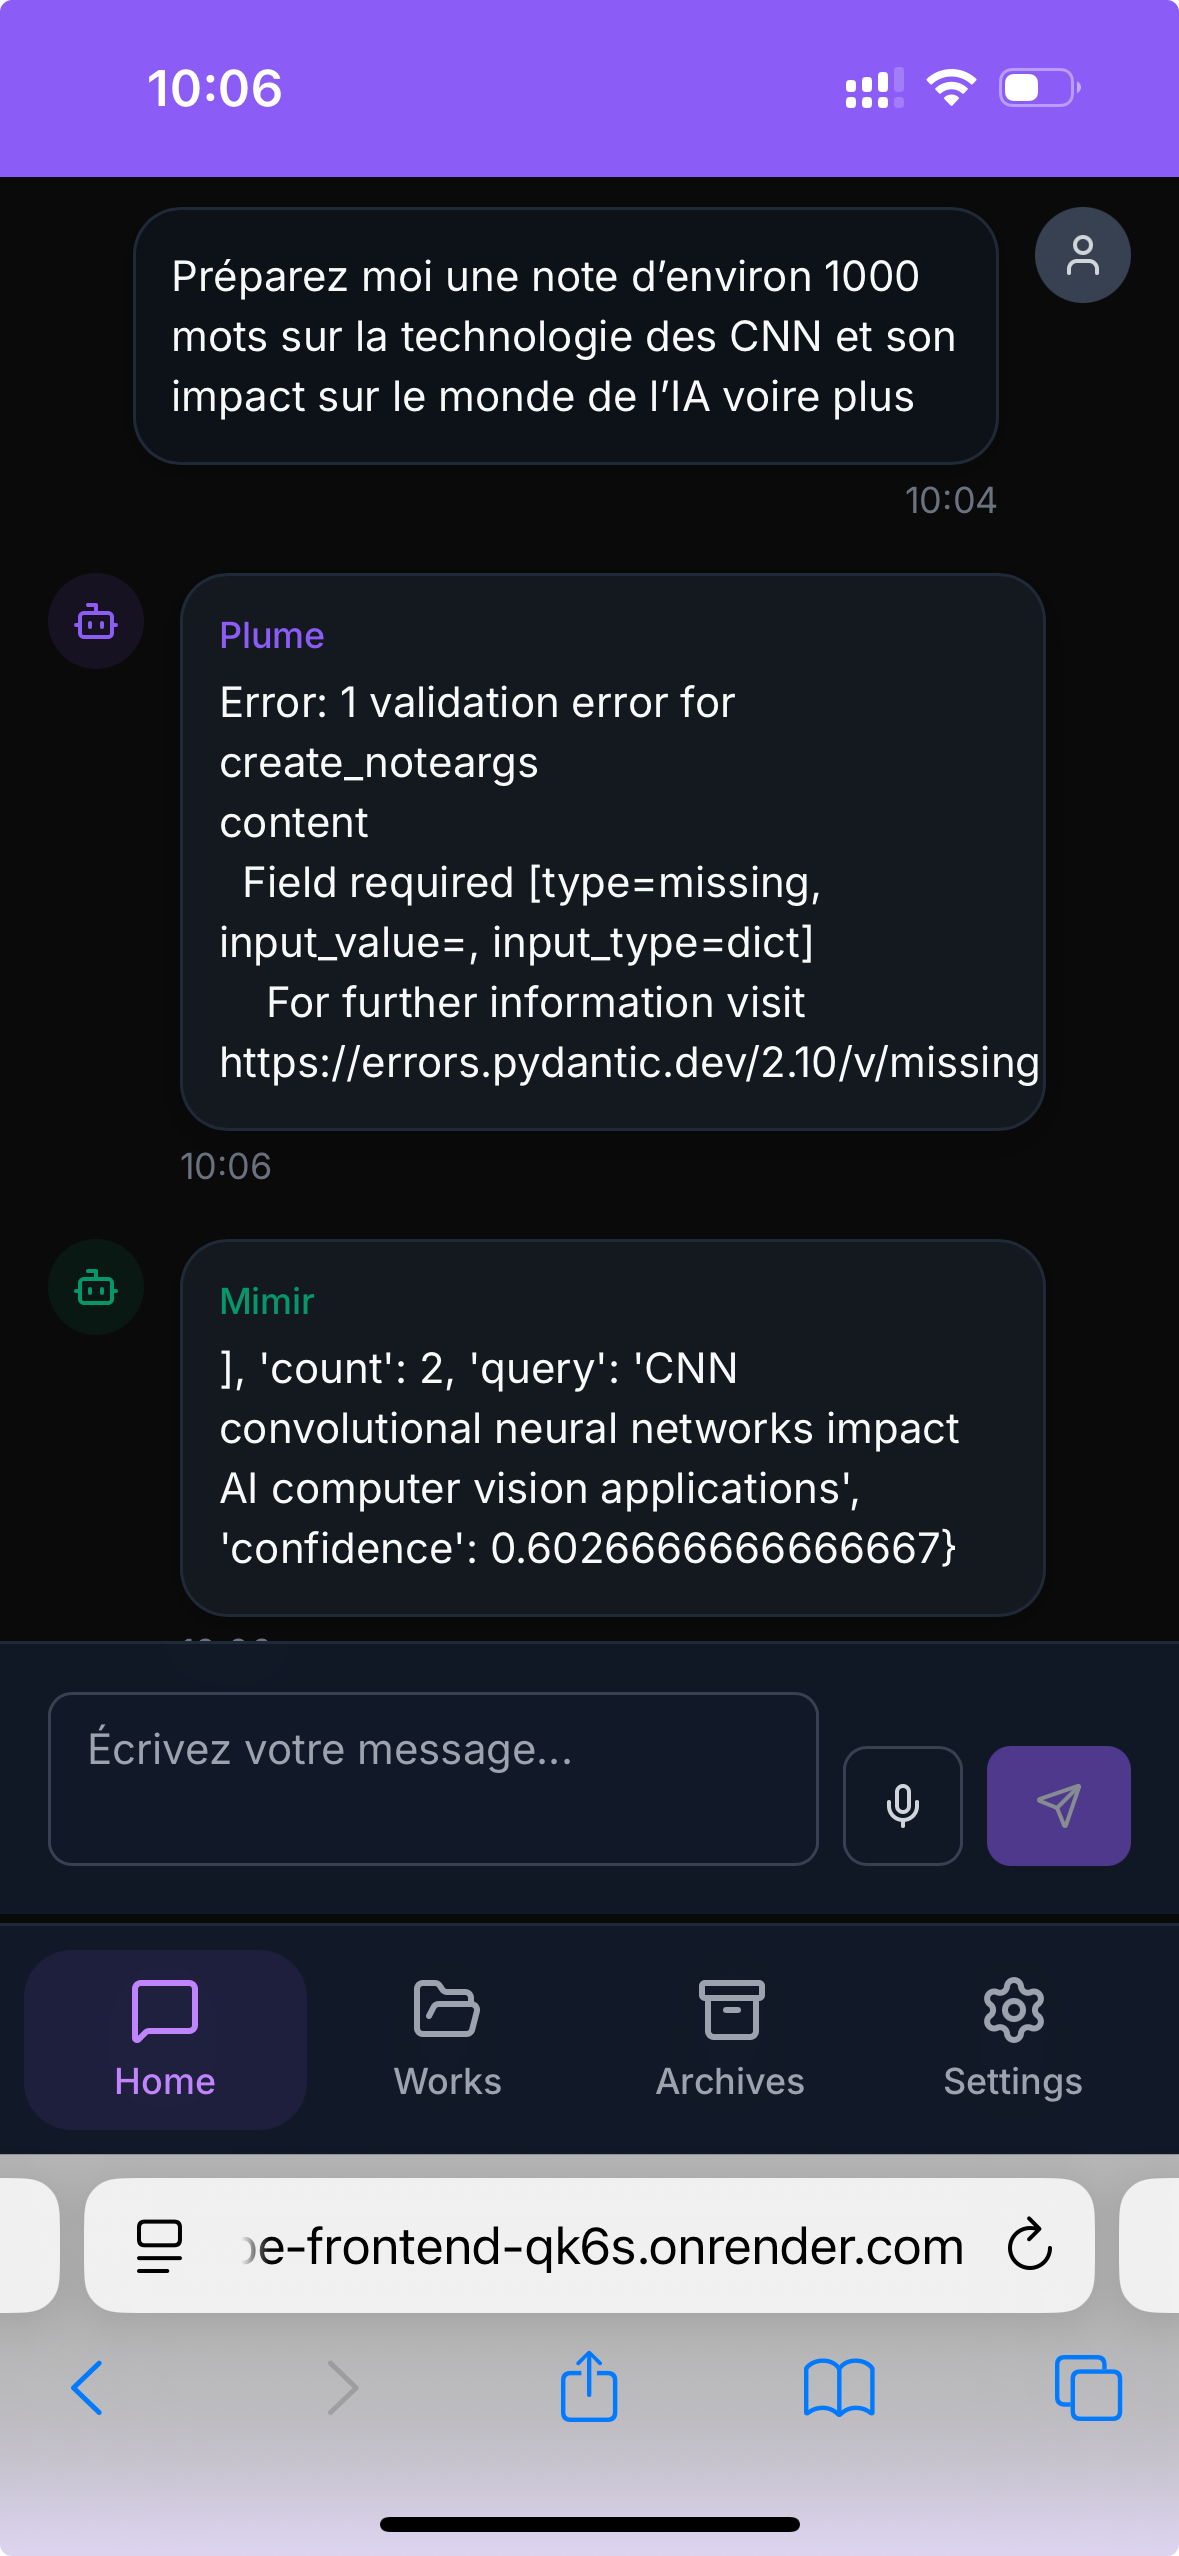 10:06
Préparez moi une note d’environ 1000
mots sur la technologie des CNN et son
impact sur le monde de l’IA voire plus
10:04
Plume
Error: 1 validation error for
create_noteargs
content
Field required [type=missing,
input_value=, input_type=dict]
For further information visit
https://errors.pydantic.dev/2.10/v/missing
10:06
Mimir
], 'count': 2, 'query': 'CNN
convolutional neural networks impact
AI computer vision applications',
'confidence': 0.6026666666666667}
Écrivez votre message...
Home
Works
Archives
Settings
e-frontend-qk6s.onrender.com